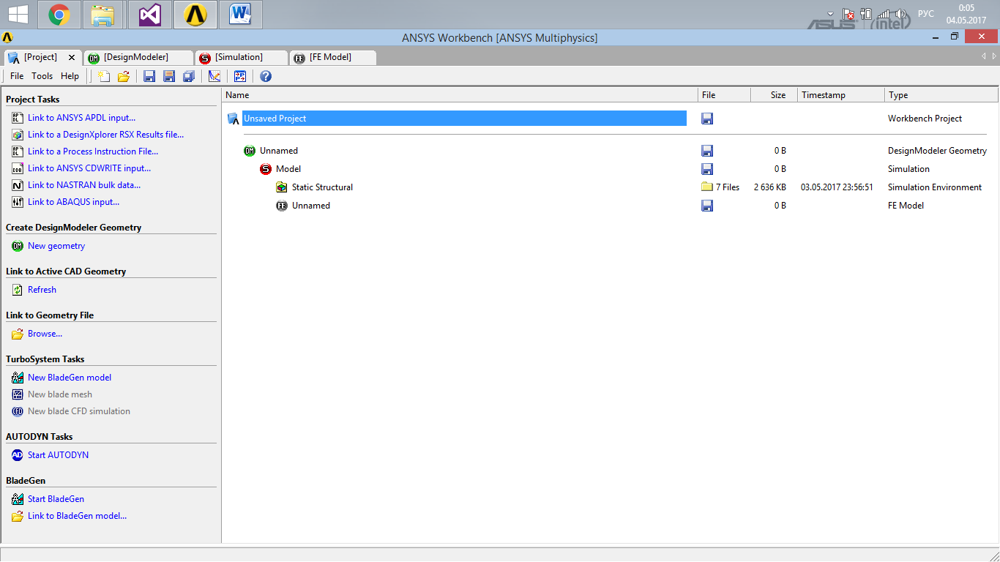 0:05
РУС
04.05.2017
ASUS
intel
ANSYS Workbench [ANSYS Multiphysics]
[Project] [DesignModeler] [Simulation] [FE Model]
File Tools Help
Project Tasks
Link to ANSYS APDL input...
Link to a DesignXplorer RSX Results file...
Link to a Process Instruction File...
Link to ANSYS CDWRITE input...
Link to NASTRAN bulk data...
Link to ABAQUS input...
Create DesignModeler Geometry
New geometry
Link to Active CAD Geometry
Refresh
Link to Geometry File
Browse...
TurboSystem Tasks
New BladeGen model
New blade mesh
New blade CFD simulation
AUTODYN Tasks
Start AUTODYN
BladeGen
Start BladeGen
Link to BladeGen model...
Name File Size Timestamp Type
Unsaved Project Workbench Project
Unnamed 0 B DesignModeler Geometry
Model 0 B Simulation
Static Structural 7 Files 2 636 KB 03.05.2017 23:56:51 Simulation Environment
Unnamed 0 B FE Model